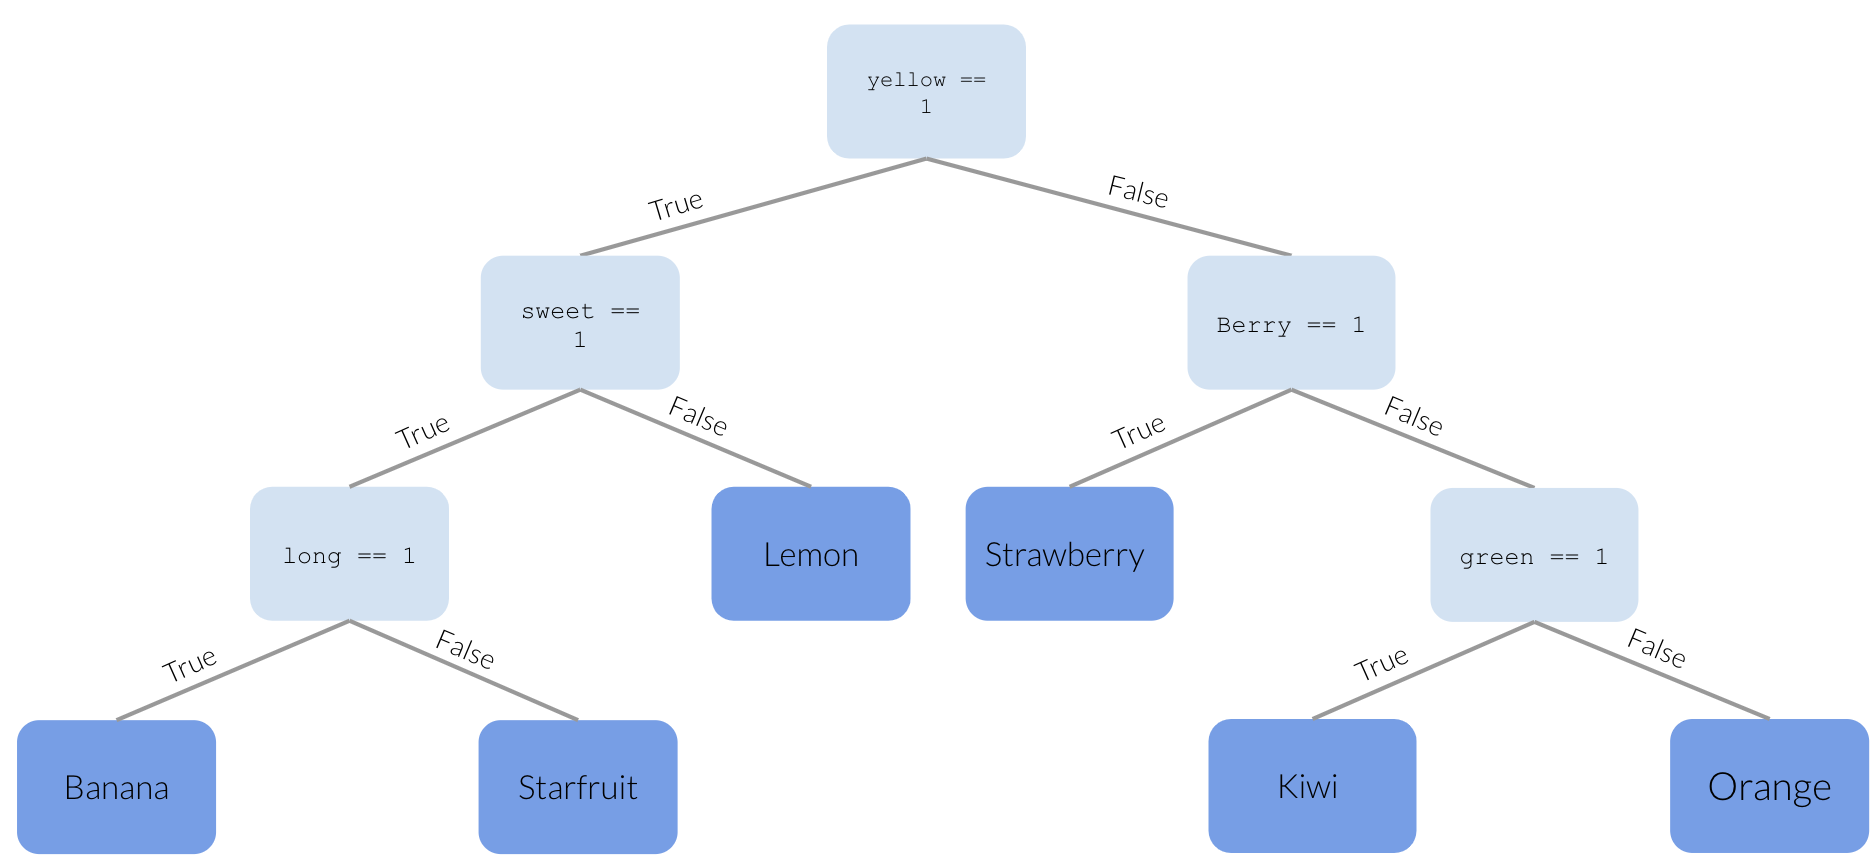 yellow ==
1
True
False
sweet ==
1
Berry == 1
True
False
True
False
long == 1
Lemon
Strawberry
green == 1
True
False
True
False
Banana
Starfruit
Kiwi
Orange